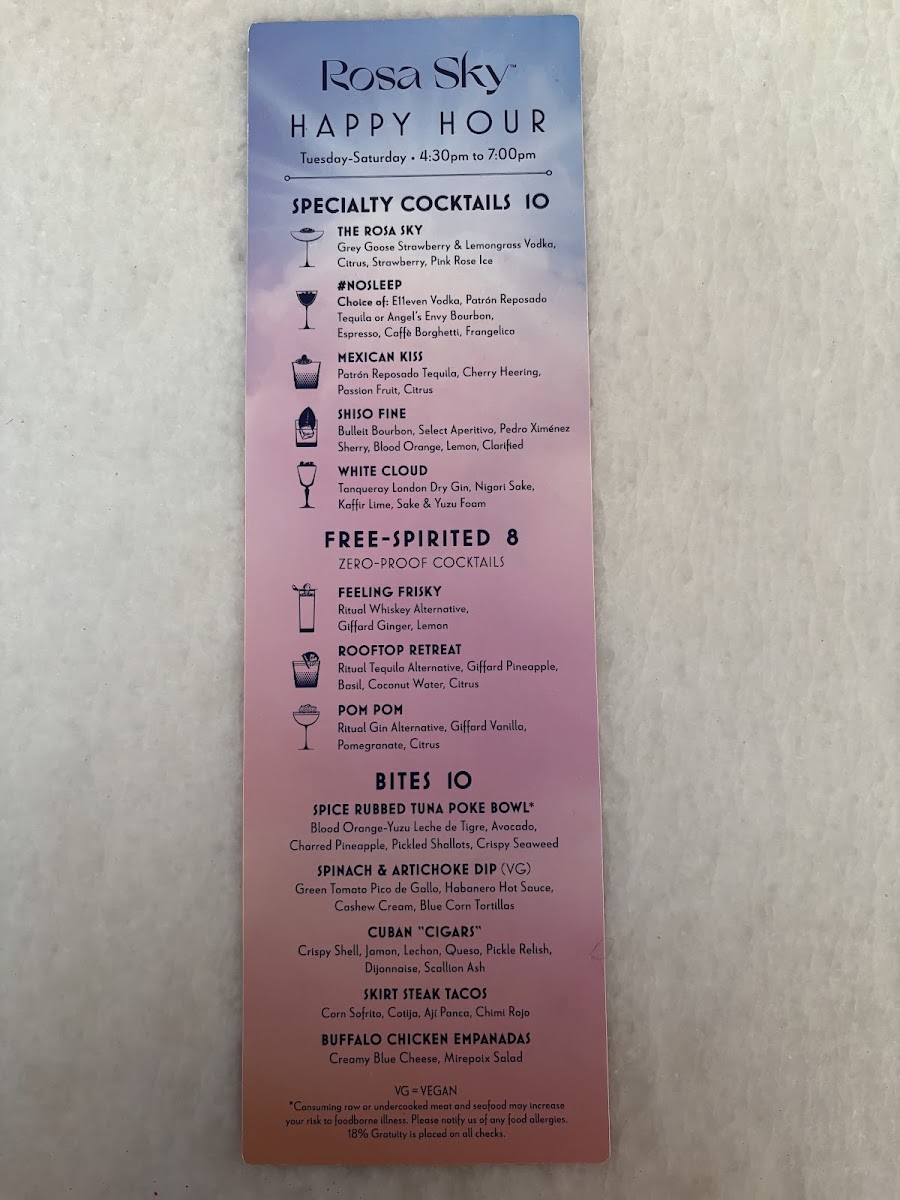 Rosa Sky™
HAPPY HOUR
Tuesday-Saturday • 4:30pm to 7:00pm
SPECIALTY COCKTAILS 10
THE ROSA SKY
Grey Goose Strawberry & Lemongrass Vodka,
Citrus, Strawberry, Pink Rose Ice
#NOSLEEP
Choice of: E11even Vodka, Patrón Reposado
Tequila or Angel's Envy Bourbon,
Espresso, Caffè Borghetti, Frangelico
MEXICAN KISS
Patrón Reposado Tequila, Cherry Heering,
Passion Fruit, Citrus
SHISO FINE
Bulleit Bourbon, Select Aperitivo, Pedro Ximénez
Sherry, Blood Orange, Lemon, Clarified
WHITE CLOUD
Tanqueray London Dry Gin, Nigori Sake,
Kaffir Lime, Sake & Yuzu Foam
FREE-SPIRITED 8
ZERO-PROOF COCKTAILS
FEELING FRISKY
Ritual Whiskey Alternative,
Giffard Ginger, Lemon
ROOFTOP RETREAT
Ritual Tequila Alternative, Giffard Pineapple,
Basil, Coconut Water, Citrus
POM POM
Ritual Gin Alternative, Giffard Vanilla,
Pomegranate, Citrus
BITES 10
SPICE RUBBED TUNA POKE BOWL*
Blood Orange-Yuzu Leche de Tigre, Avocado,
Charred Pineapple, Pickled Shallots, Crispy Seaweed
SPINACH & ARTICHOKE DIP (VG)
Green Tomato Pico de Gallo, Habanero Hot Sauce,
Cashew Cream, Blue Corn Tortillas
CUBAN "CIGARS"
Crispy Shell, Jamon, Lechon, Queso, Pickle Relish,
Dijonnaise, Scallion Ash
SKIRT STEAK TACOS
Corn Sofrito, Cotija, Ají Panca, Chimi Rojo
BUFFALO CHICKEN EMPANADAS
Creamy Blue Cheese, Mirepoix Salad
VG = VEGAN
*Consuming raw or undercooked meat and seafood may increase
your risk to foodborne illness. Please notify us of any food allergies.
18% Gratuity is placed on all checks.